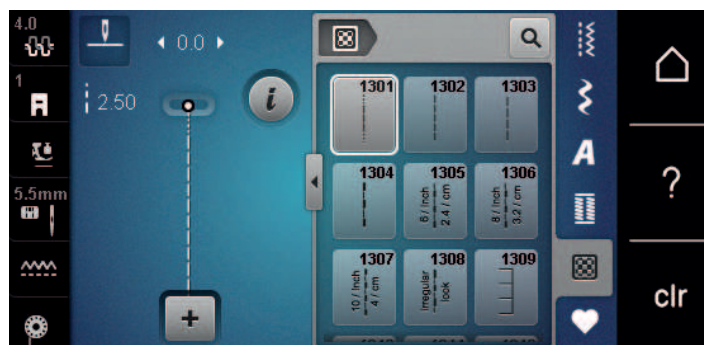 4.0
0.0
1
2.50
i
5.5mm
+
1301 1302 1303
1304 1305 1306
6 / Inch
2.4 / cm
8 / Inch
3.2 / cm
1307 1308 1309
10 / Inch
4 / cm
irregular
look
A
?
clr